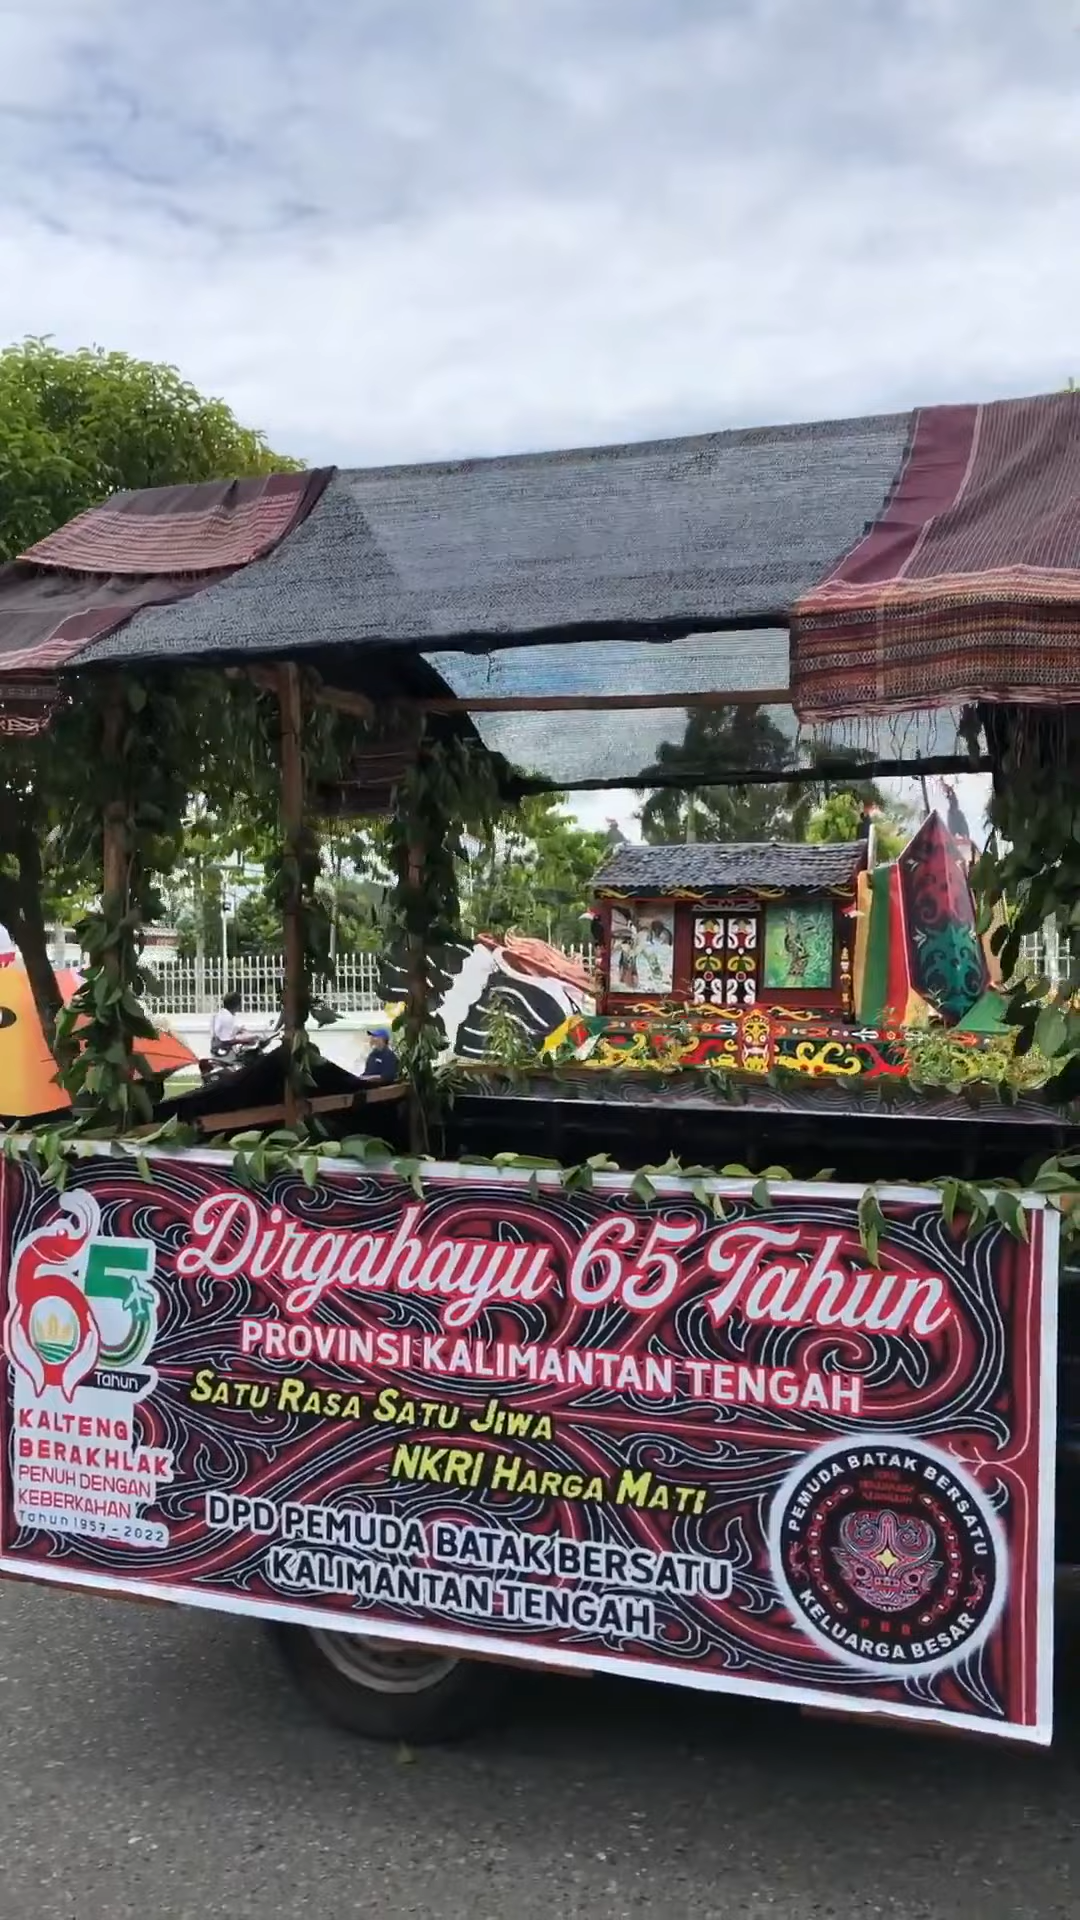 Dirgahayu 65 Tahun
PROVINSI KALIMANTAN TENGAH
SATU RASA SATU JIWA
NKRI HARGA MATI
DPD PEMUDA BATAK BERSATU
KALIMANTAN TENGAH
65
Tahun
KALTENG
BERAKHLAK
PENUH DENGAN
KEBERKAHAN
Tahun 1957 - 2022
PEMUDA BATAK BERSATU
PBB
KELUARGA BESAR